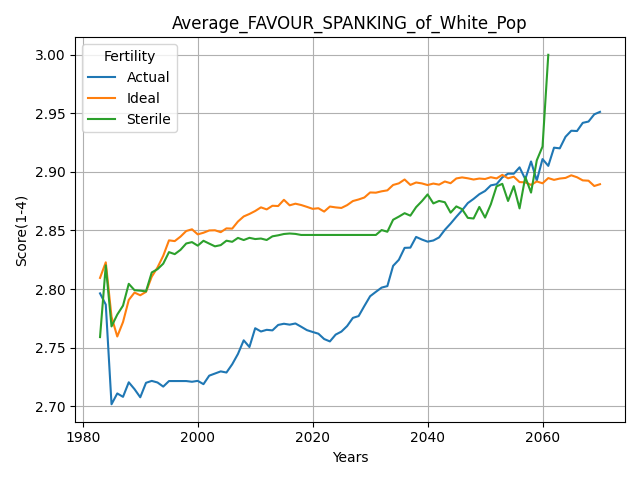 Average_FAVOUR_SPANKING_of_White_Pop
Fertility
Actual
Ideal
Sterile
Score(1-4)
3.00
2.95
2.90
2.85
2.80
2.75
2.70
1980 2000 2020 2040 2060
Years